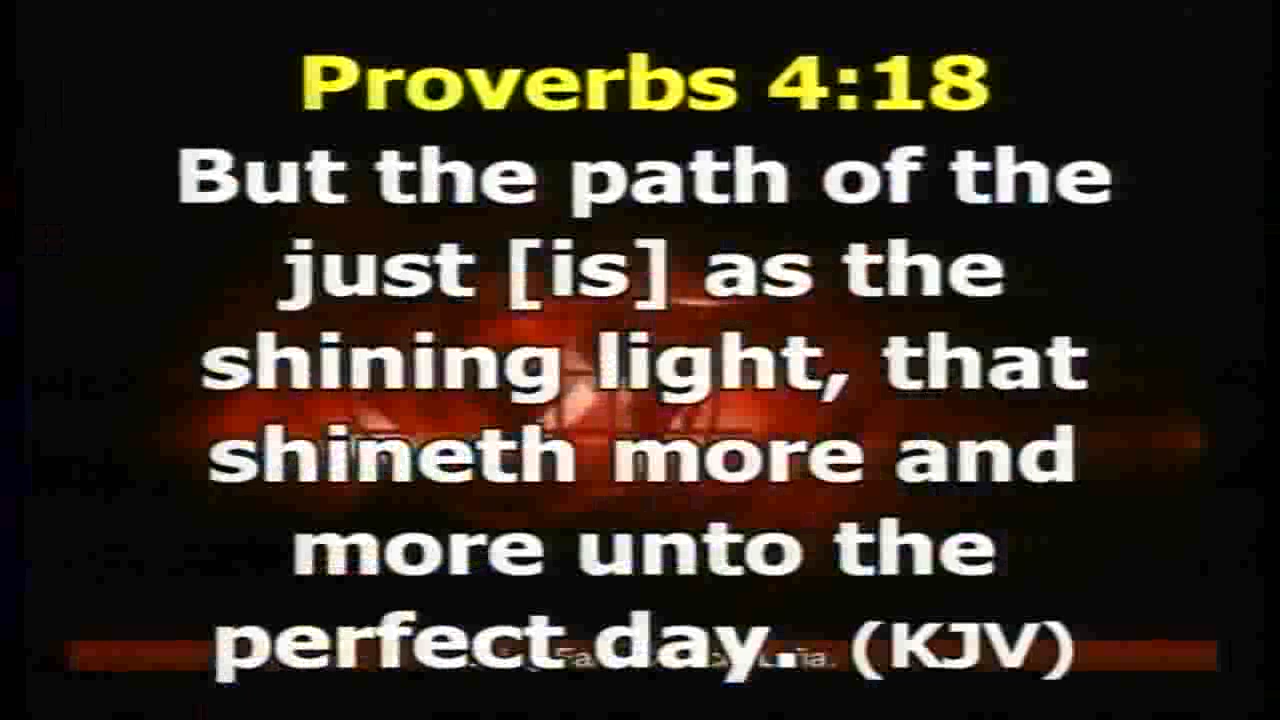 Proverbs 4:18
But the path of the
just [is] as the
shining light, that
shineth more and
more unto the
perfect day. (KJV)